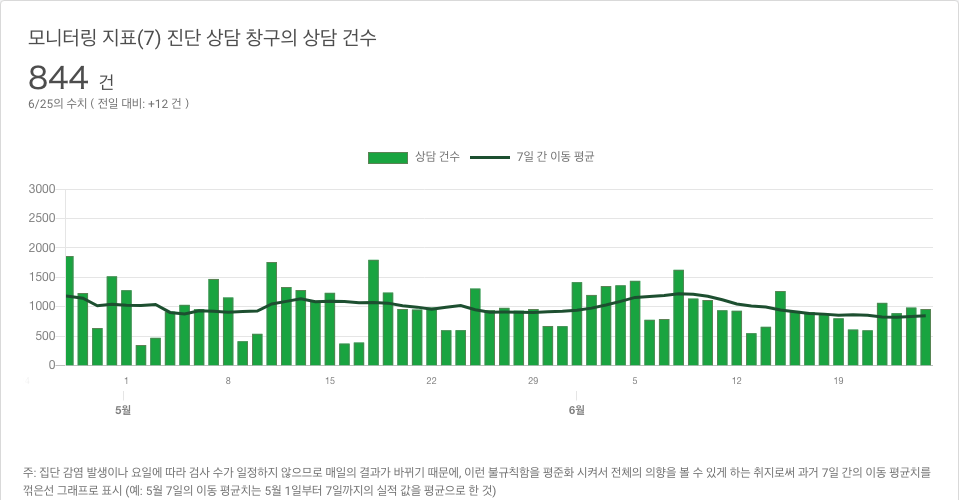 모니터링 지표(7) 진단 상담 창구의 상담 건수
844 건
6/25의 수치 ( 전일 대비: +12 건 )
상담 건수 7일 간 이동 평균
3000
2500
2000
1500
1000
500
0
1 8 15 22 29 5 12 19
5월 6월
주: 집단 감염 발생이나 요일에 따라 검사 수가 일정하지 않으므로 매일의 결과가 바뀌기 때문에, 이런 불규칙함을 평준화 시켜서 전체의 의향을 볼 수 있게 하는 취지로써 과거 7일 간의 이동 평균치를
꺾은선 그래프로 표시 (예: 5월 7일의 이동 평균치는 5월 1일부터 7일까지의 실적 값을 평균으로 한 것)